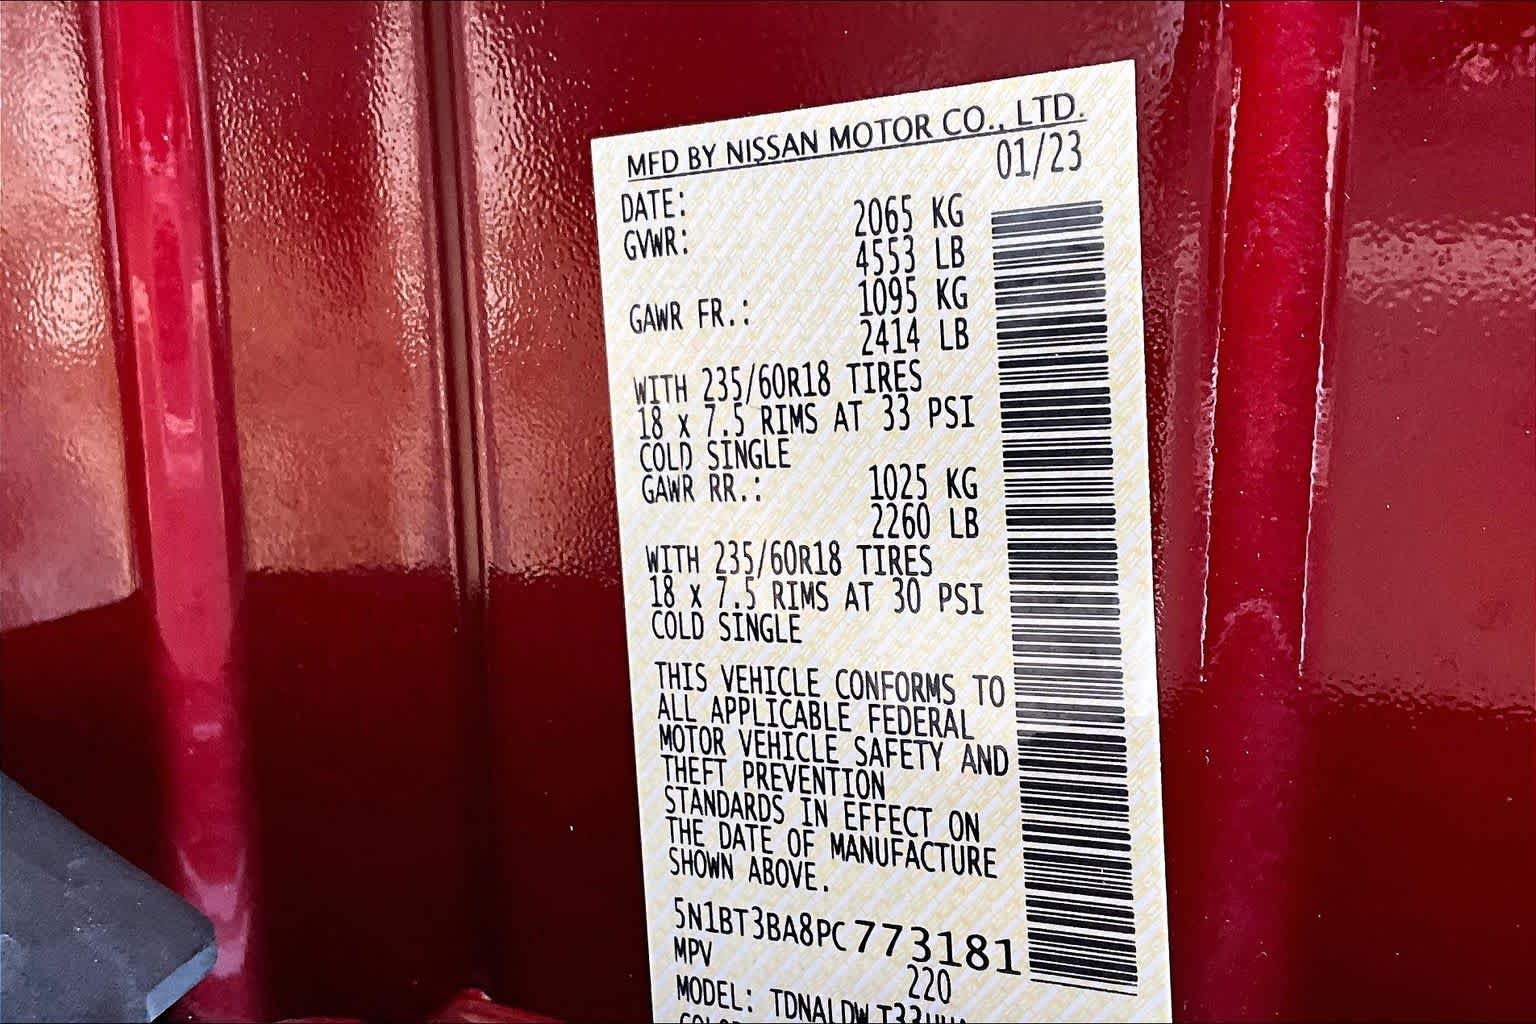 MFD BY NISSAN MOTOR CO., LTD.
DATE: 01/23
GVWR: 2065 KG
4553 LB
GAWR FR.: 1095 KG
2414 LB
WITH 235/60R18 TIRES
18 x 7.5 RIMS AT 33 PSI
COLD SINGLE
GAWR RR.: 1025 KG
2260 LB
WITH 235/60R18 TIRES
18 x 7.5 RIMS AT 30 PSI
COLD SINGLE
THIS VEHICLE CONFORMS TO
ALL APPLICABLE FEDERAL
MOTOR VEHICLE SAFETY AND
THEFT PREVENTION
STANDARDS IN EFFECT ON
THE DATE OF MANUFACTURE
SHOWN ABOVE.
5N1BT3BA8PC773181
MPV 220
MODEL: